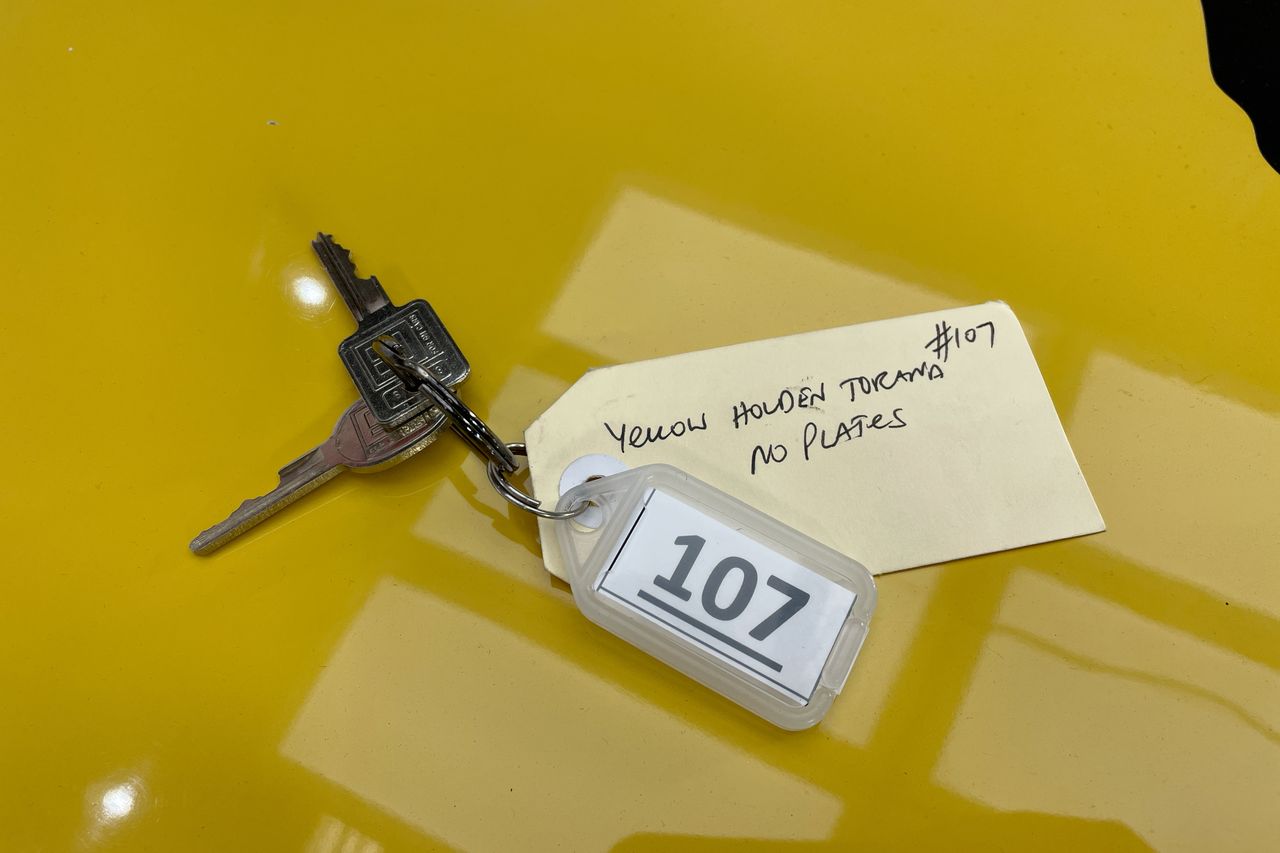 #107
YELLOW HOLDEN TORANA
NO PLATES
107